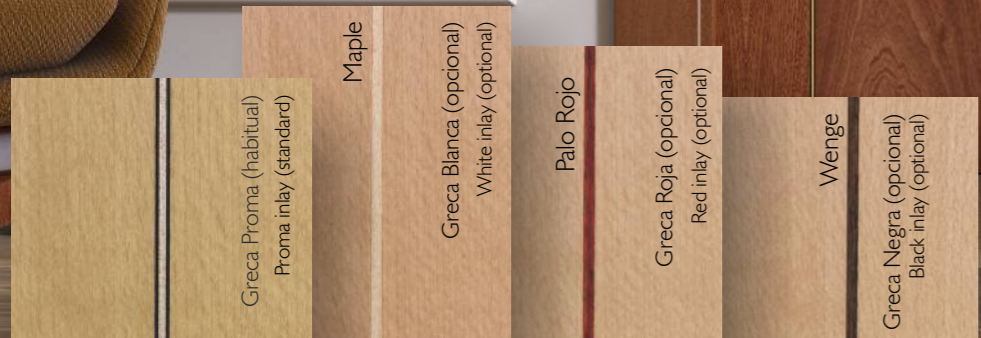 Greca Proma (habitual)
Proma inlay (standard)
Maple
Greca Blanca (opcional)
White inlay (optional)
Palo Rojo
Greca Roja (opcional)
Red inlay (optional)
Wenge
Greca Negra (opcional)
Black inlay (optional)